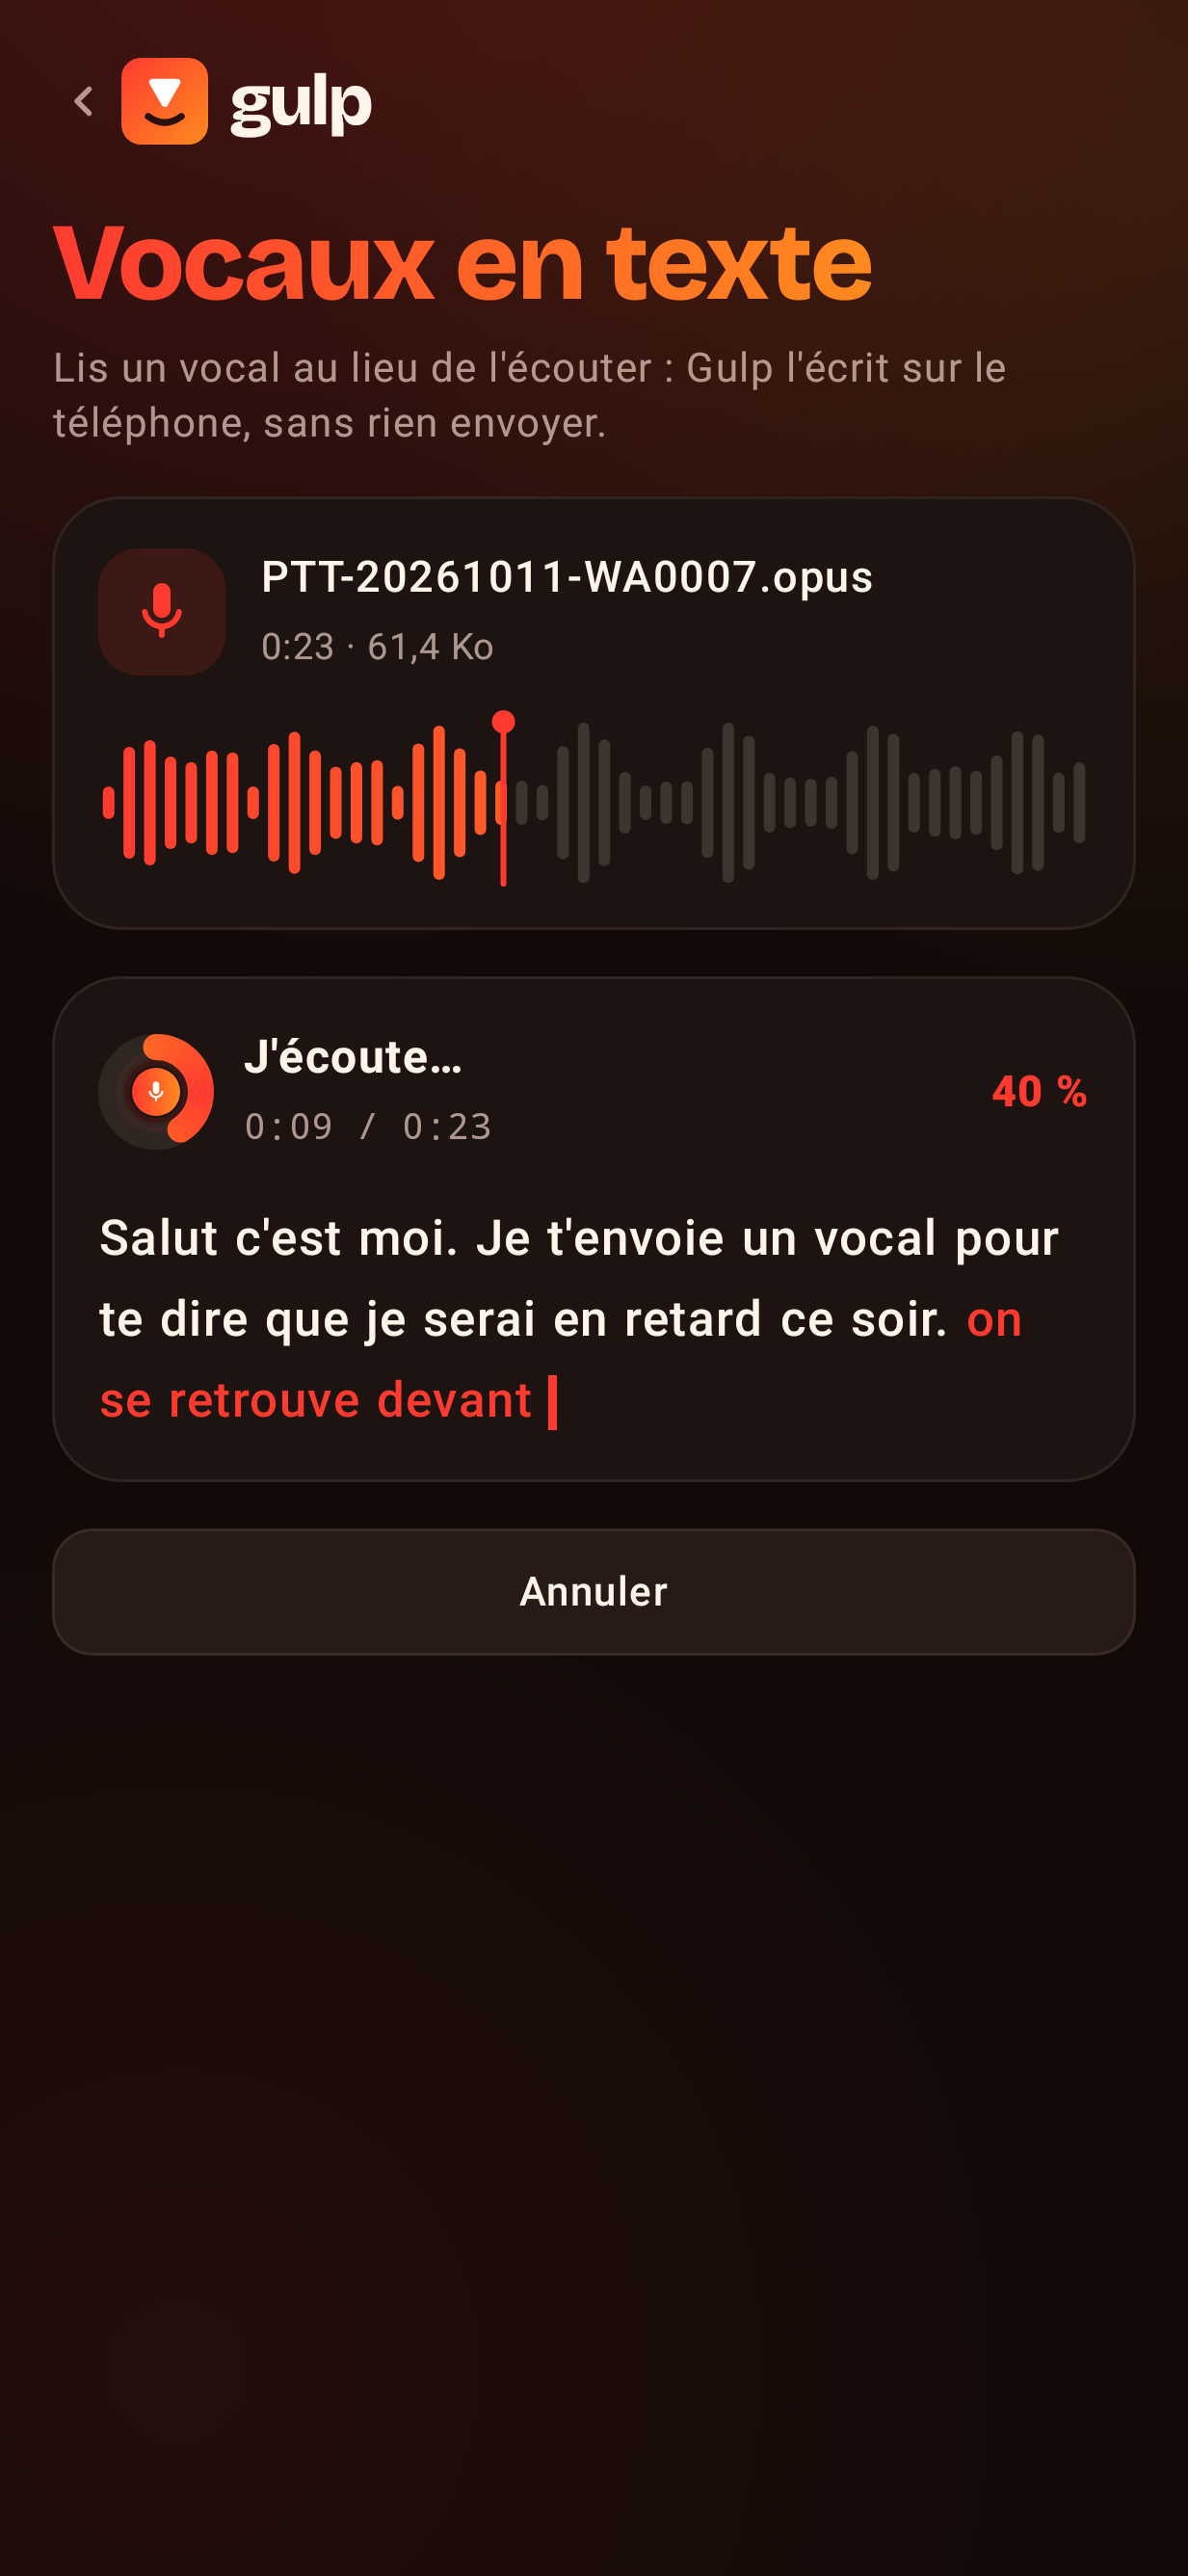 gulp
Vocaux en texte
Lis un vocal au lieu de l'écouter : Gulp l'écrit sur le
téléphone, sans rien envoyer.
PTT-20261011-WA0007.opus
0:23 · 61,4 Ko
J'écoute…
0:09 / 0:23
40 %
Salut c'est moi. Je t'envoie un vocal pour
te dire que je serai en retard ce soir. on
se retrouve devant
Annuler